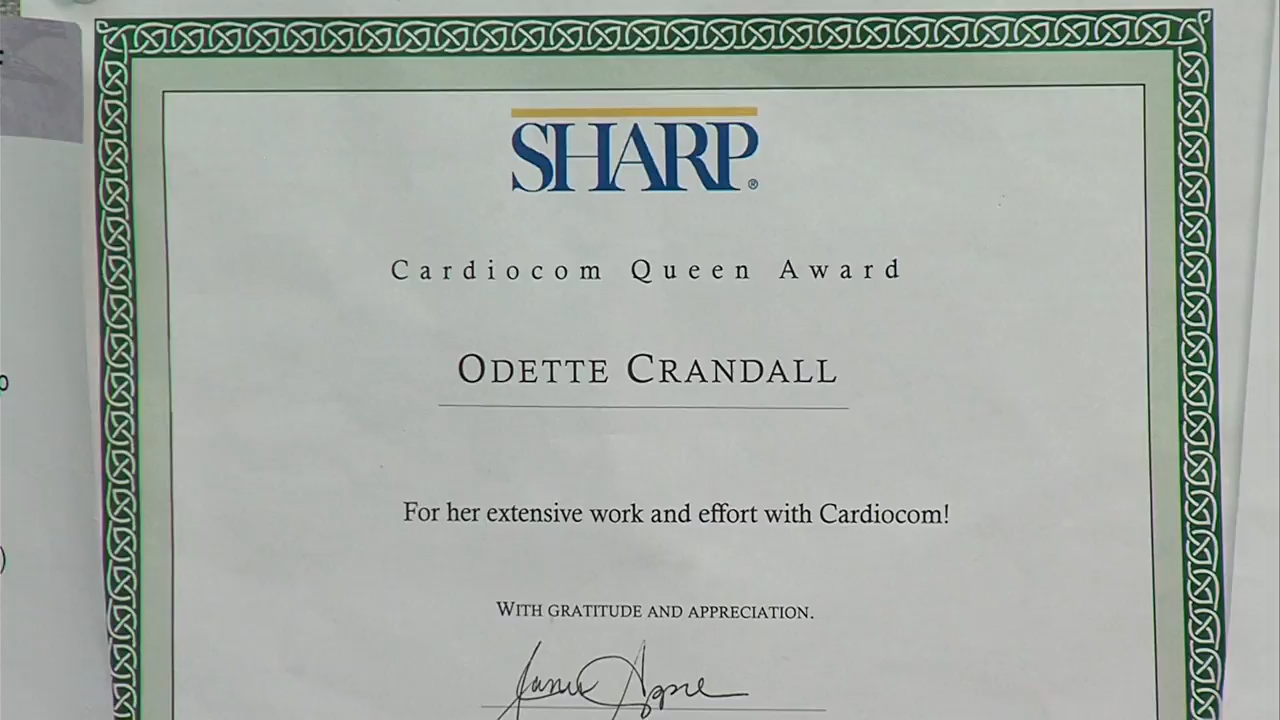 SHARP®
Cardiocom Queen Award
ODETTE CRANDALL
For her extensive work and effort with Cardiocom!
WITH GRATITUDE AND APPRECIATION.